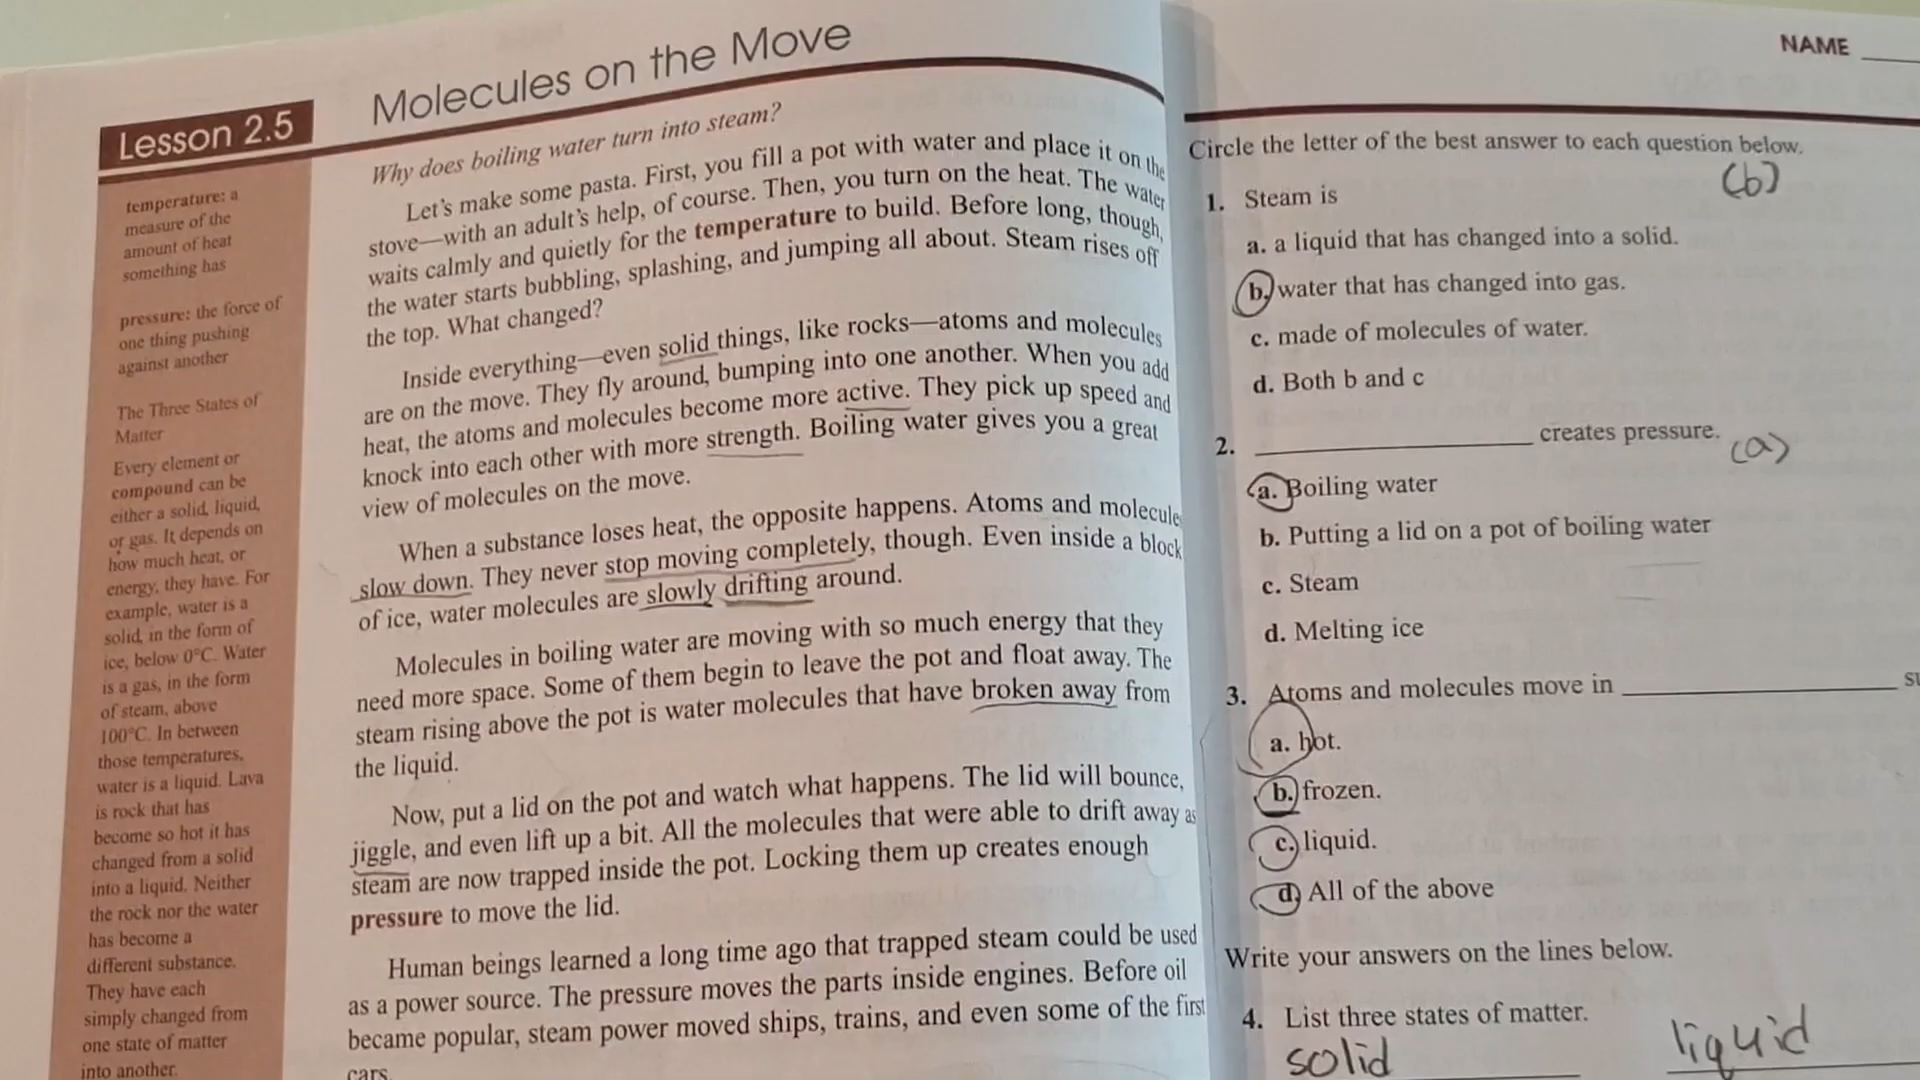 Lesson 2.5
Molecules on the Move
temperature: a
measure of the
amount of heat
something has
pressure: the force of
one thing pushing
against another
The Three States of
Matter
Every element or
compound can be
either a solid, liquid,
or gas. It depends on
how much heat, or
energy, they have. For
example, water is a
solid, in the form of
ice, below 0°C. Water
is a gas, in the form
of steam, above
100°C. In between
those temperatures,
water is a liquid. Lava
is rock that has
become so hot it has
changed from a solid
into a liquid. Neither
the rock nor the water
has become a
different substance.
They have each
simply changed from
one state of matter
into another.
Why does boiling water turn into steam?
Let's make some pasta. First, you fill a pot with water and place it on the
stove—with an adult's help, of course. Then, you turn on the heat. The water
waits calmly and quietly for the temperature to build. Before long, though,
the water starts bubbling, splashing, and jumping all about. Steam rises off
the top. What changed?
Inside everything—even solid things, like rocks—atoms and molecules
are on the move. They fly around, bumping into one another. When you add
heat, the atoms and molecules become more active. They pick up speed and
knock into each other with more strength. Boiling water gives you a great
view of molecules on the move.
When a substance loses heat, the opposite happens. Atoms and molecule
slow down. They never stop moving completely, though. Even inside a block
of ice, water molecules are slowly drifting around.
Molecules in boiling water are moving with so much energy that they
need more space. Some of them begin to leave the pot and float away. The
steam rising above the pot is water molecules that have broken away from
the liquid.
Now, put a lid on the pot and watch what happens. The lid will bounce,
jiggle, and even lift up a bit. All the molecules that were able to drift away as
steam are now trapped inside the pot. Locking them up creates enough
pressure to move the lid.
Human beings learned a long time ago that trapped steam could be used
as a power source. The pressure moves the parts inside engines. Before oil
became popular, steam power moved ships, trains, and even some of the first
cars.
NAME
Circle the letter of the best answer to each question below.
1. Steam is (b)
a. a liquid that has changed into a solid.
b. water that has changed into gas.
c. made of molecules of water.
d. Both b and c
2. creates pressure. (a)
a. Boiling water
b. Putting a lid on a pot of boiling water
c. Steam
d. Melting ice
3. Atoms and molecules move in
a. hot.
b. frozen.
c. liquid.
d. All of the above
Write your answers on the lines below.
4. List three states of matter.
solid liquid